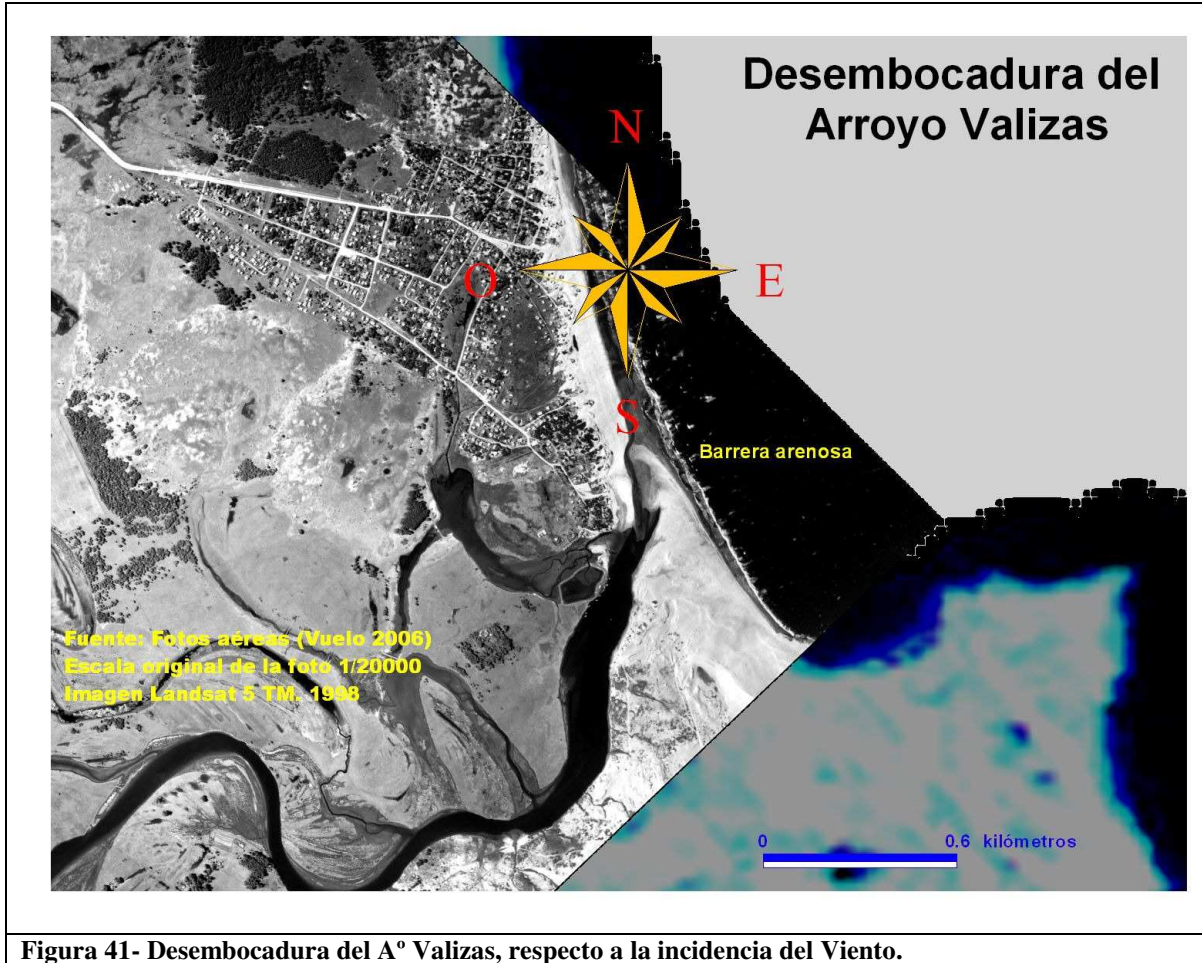 Desembocadura del
Arroyo Valizas
N
O
E
S
Barrera arenosa
Fuente: Fotos aéreas (Vuelo 2006)
Escala original de la foto 1/20000
Imagen Landsat 5 TM. 1998
0 0.6 kilómetros
Figura 41- Desembocadura del Aº Valizas, respecto a la incidencia del Viento.